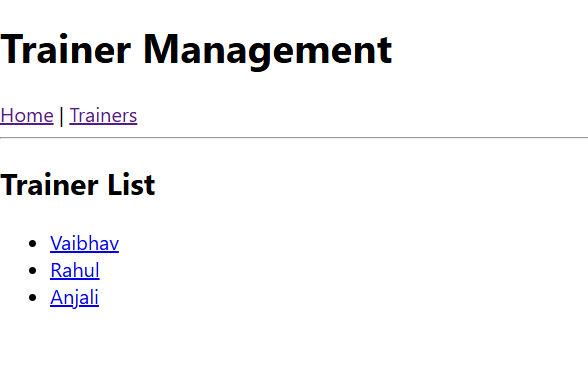 Trainer Management
Home | Trainers
Trainer List
Vaibhav
Rahul
Anjali